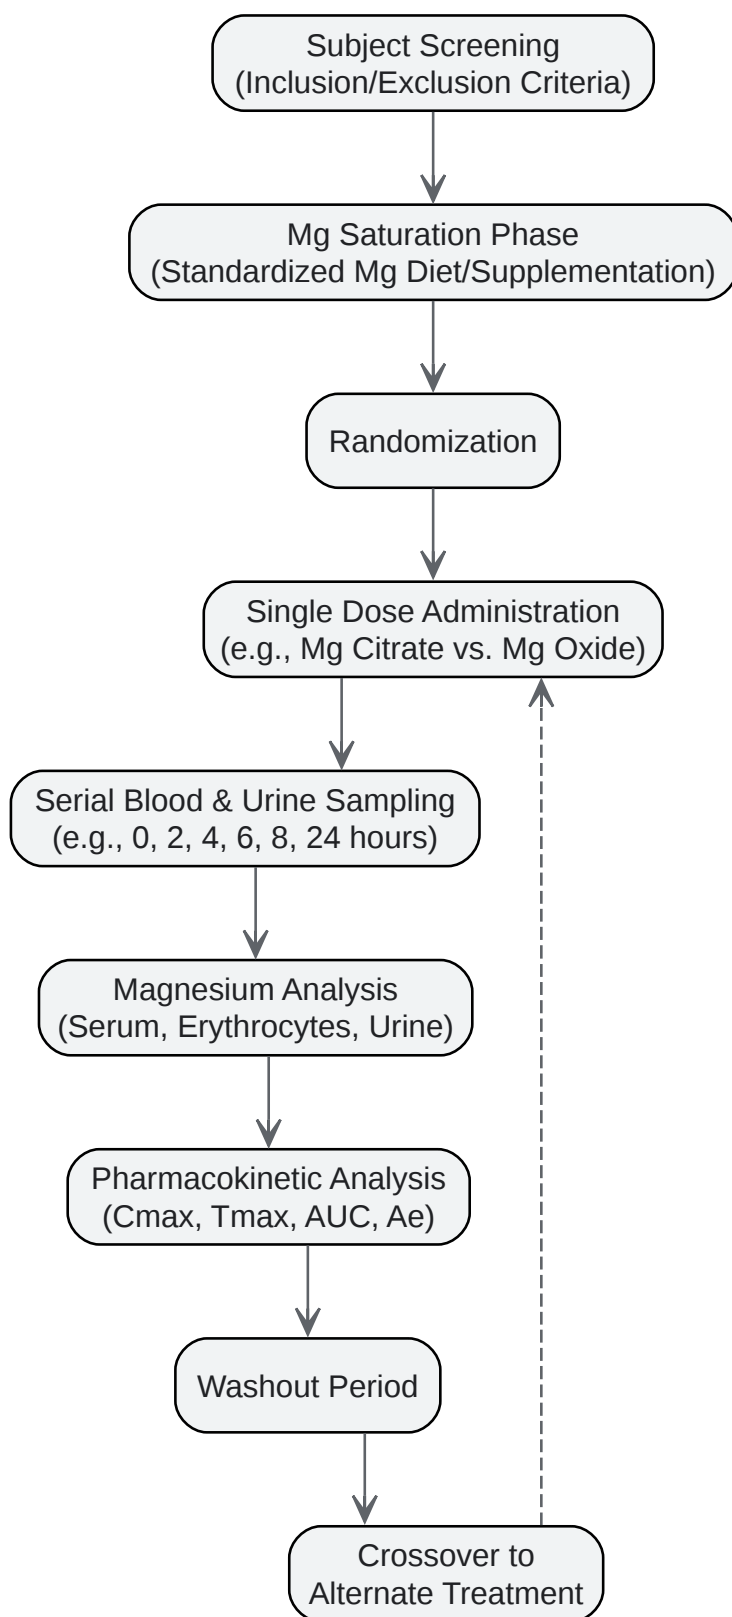 Subject Screening
(Inclusion/Exclusion Criteria)
Mg Saturation Phase
(Standardized Mg Diet/Supplementation)
Randomization
Single Dose Administration
(e.g., Mg Citrate vs. Mg Oxide)
Serial Blood & Urine Sampling
(e.g., 0, 2, 4, 6, 8, 24 hours)
Magnesium Analysis
(Serum, Erythrocytes, Urine)
Pharmacokinetic Analysis
(Cmax, Tmax, AUC, Ae)
Washout Period
Crossover to
Alternate Treatment